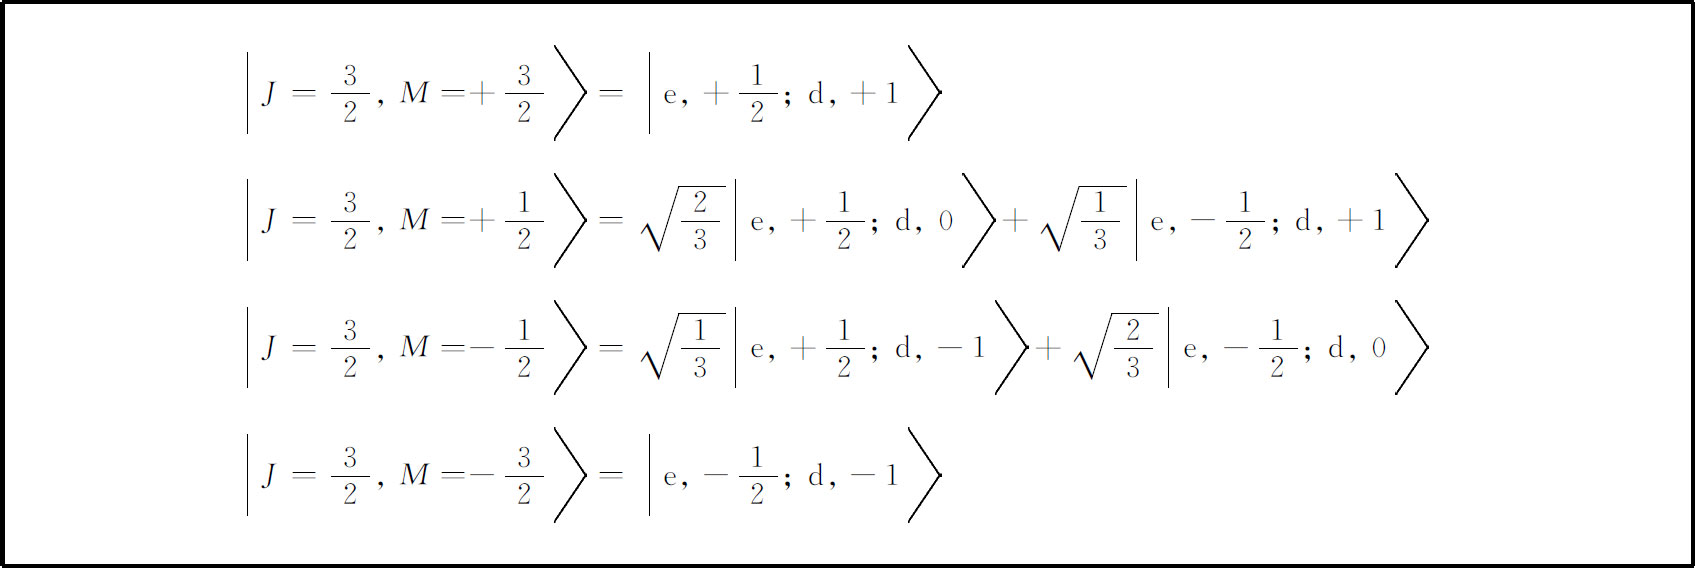 |J = 3/2, M = + 3/2⟩ = |e, + 1/2; d, + 1⟩
|J = 3/2, M = + 1/2⟩ = √(2/3) |e, + 1/2; d, 0⟩ + √(1/3) |e, − 1/2; d, + 1⟩
|J = 3/2, M = − 1/2⟩ = √(1/3) |e, + 1/2; d, − 1⟩ + √(2/3) |e, − 1/2; d, 0⟩
|J = 3/2, M = − 3/2⟩ = |e, − 1/2; d, − 1⟩